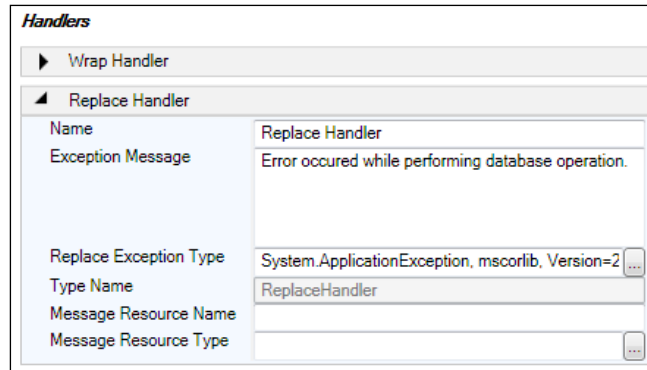 Handlers
Wrap Handler
Replace Handler
Name Replace Handler
Exception Message Error occured while performing database operation.
Replace Exception Type System.ApplicationException, mscorlib, Version=2 ...
Type Name ReplaceHandler
Message Resource Name
Message Resource Type ...